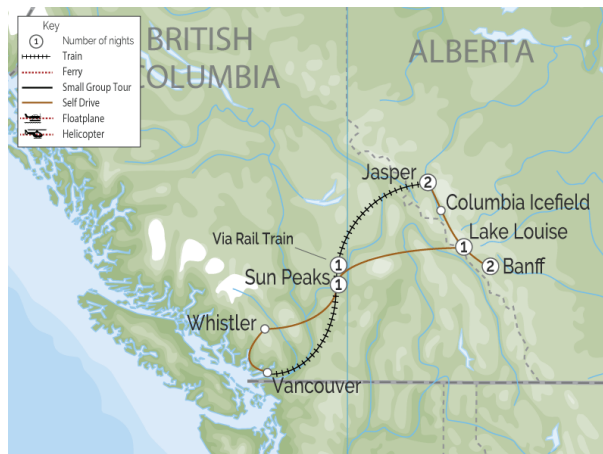 Key
1 Number of nights
Train
Ferry
Small Group Tour
Self Drive
Floatplane
Helicopter
BRITISH
COLUMBIA
ALBERTA
Jasper
2
Columbia Icefield
Lake Louise
1
Via Rail Train
1
2
Banff
Sun Peaks
1
Whistler
Vancouver